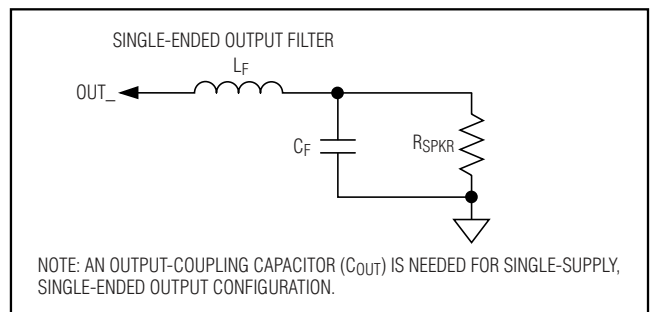 SINGLE-ENDED OUTPUT FILTER
LF
OUT_
CF
RSPKR
NOTE: AN OUTPUT-COUPLING CAPACITOR (COUT) IS NEEDED FOR SINGLE-SUPPLY,
SINGLE-ENDED OUTPUT CONFIGURATION.